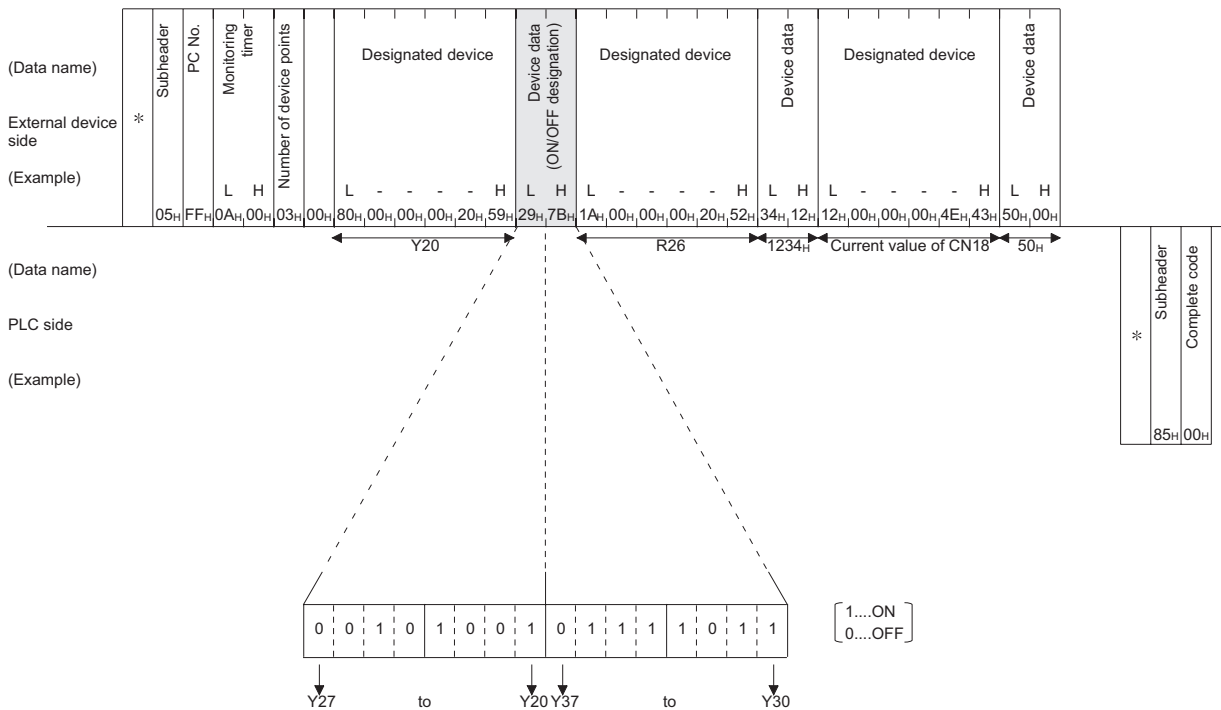 (Data name)
External device side
(Example)
*
Subheader
PC No.
Monitoring timer
Number of device points
Designated device
Device data (ON/OFF designation)
Designated device
Device data
Designated device
Device data
L H L - - - - H L H L - - - - H L H L - - - - H L H
05H FFH 0AH 00H 03H 00H 80H 00H 00H 00H 20H 59H 29H 7BH 1AH 00H 00H 00H 20H 52H 34H 12H 12H 00H 00H 00H 4EH 43H 50H 00H
Y20 R26 1234H Current value of CN18 50H
(Data name)
PLC side
(Example)
*
Subheader
Complete code
85H 00H
0 0 1 0 1 0 0 1 0 1 1 1 1 0 1 1
1....ON
0....OFF
Y27 to Y20 Y37 to Y30